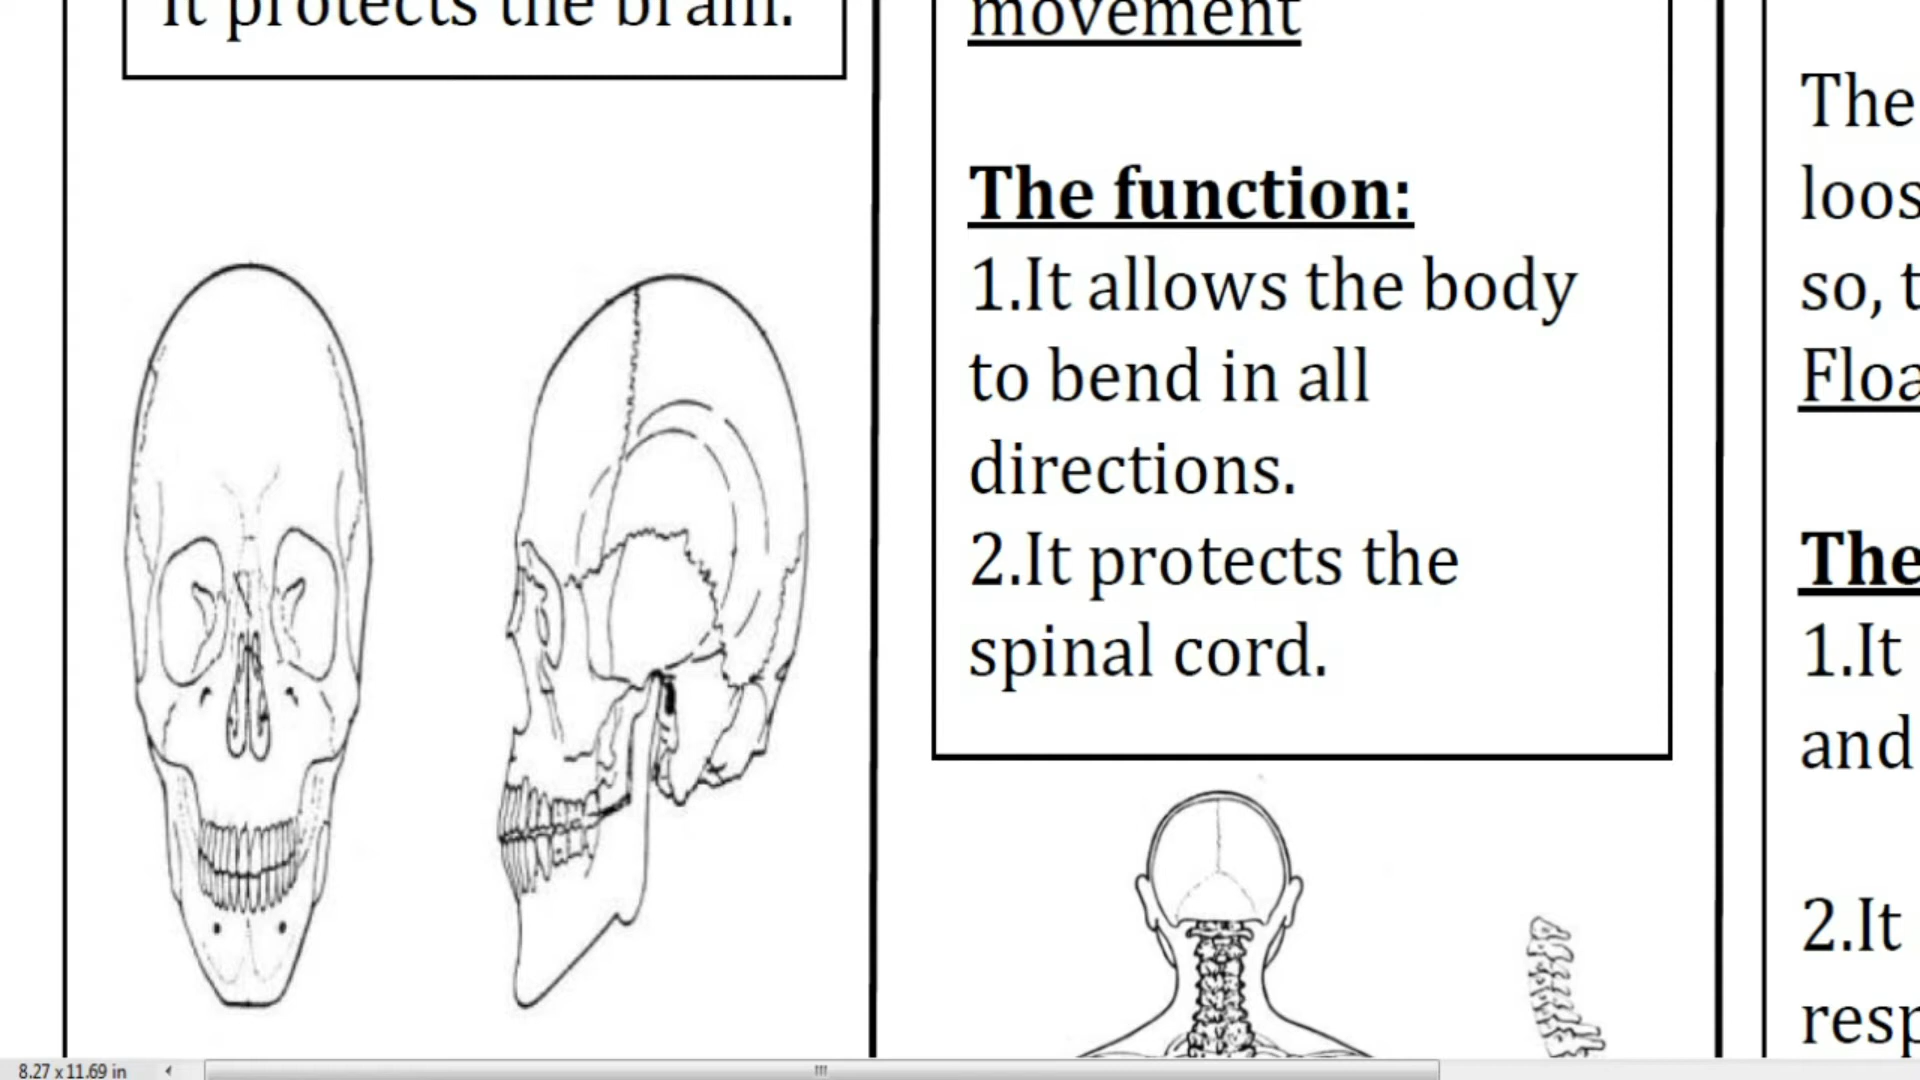 It protects the brain.
movement
The function:
1.It allows the body
to bend in all
directions.
2.It protects the
spinal cord.
The
loos
so, t
Floa
The
1.It
and
2.It
resp
8.27 x 11.69 in